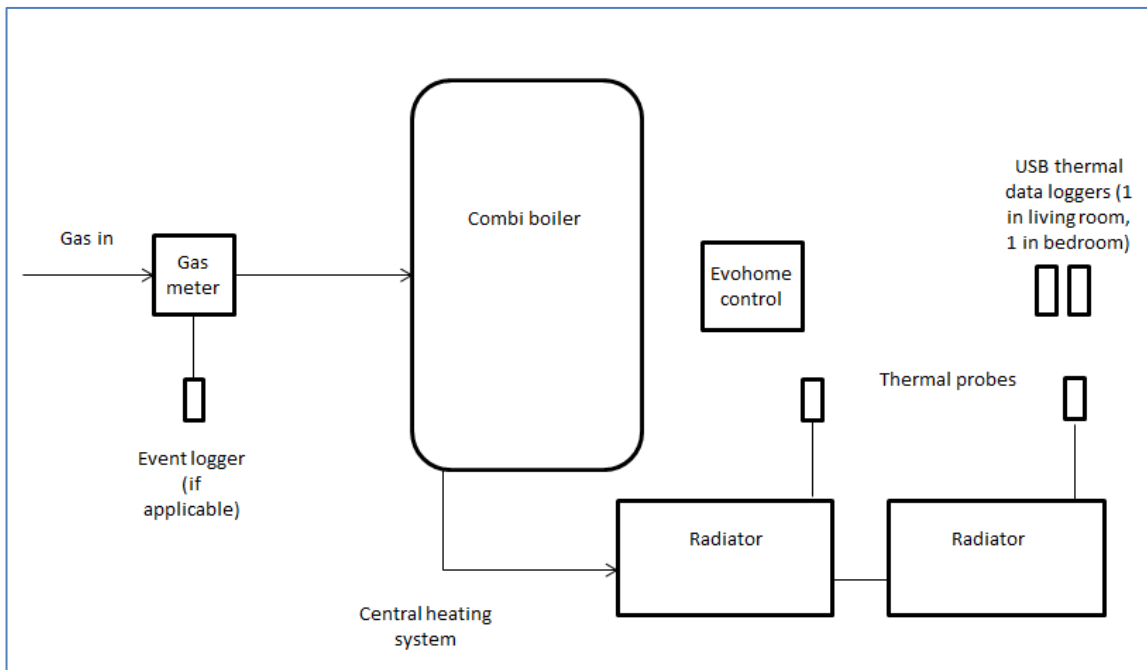 Gas in
Gas
meter
Event logger
(if
applicable)
Combi boiler
Evohome
control
USB thermal
data loggers (1
in living room,
1 in bedroom)
Thermal probes
Radiator
Radiator
Central heating
system